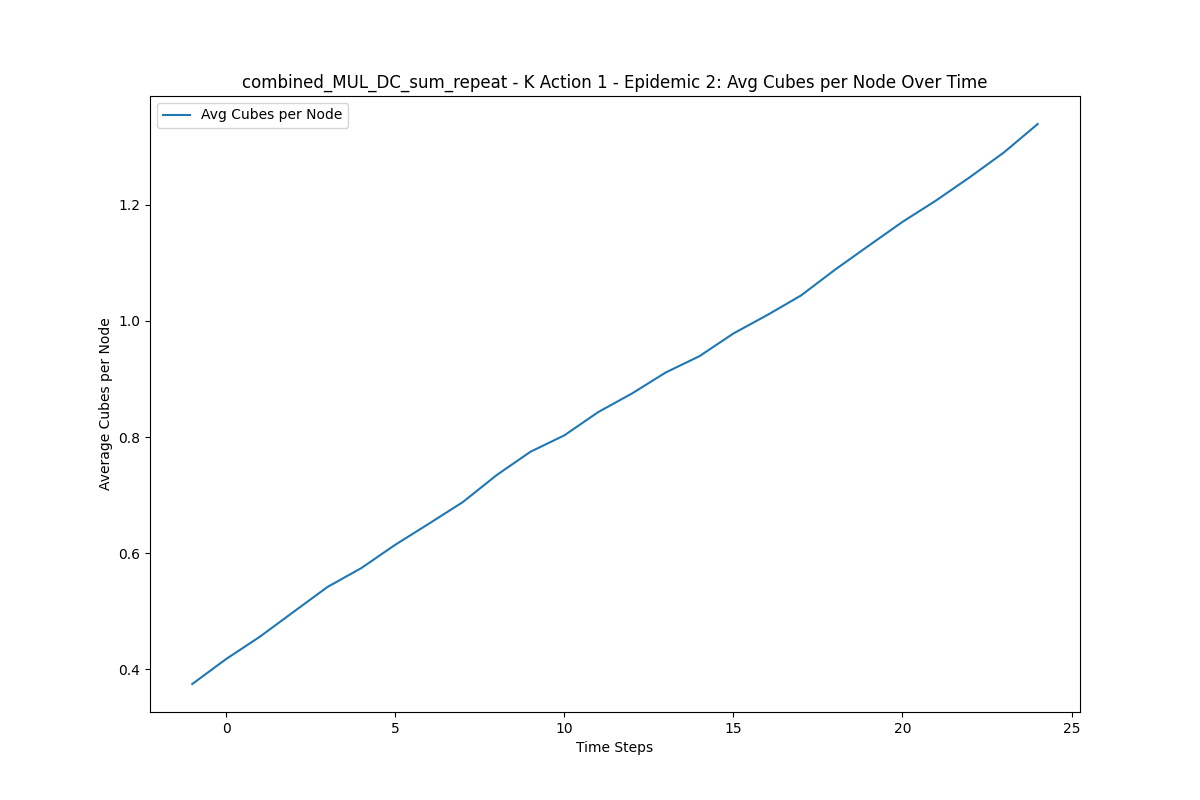 combined_MUL_DC_sum_repeat - K Action 1 - Epidemic 2: Avg Cubes per Node Over Time
Avg Cubes per Node
Average Cubes per Node
1.2
1.0
0.8
0.6
0.4
0 5 10 15 20 25
Time Steps